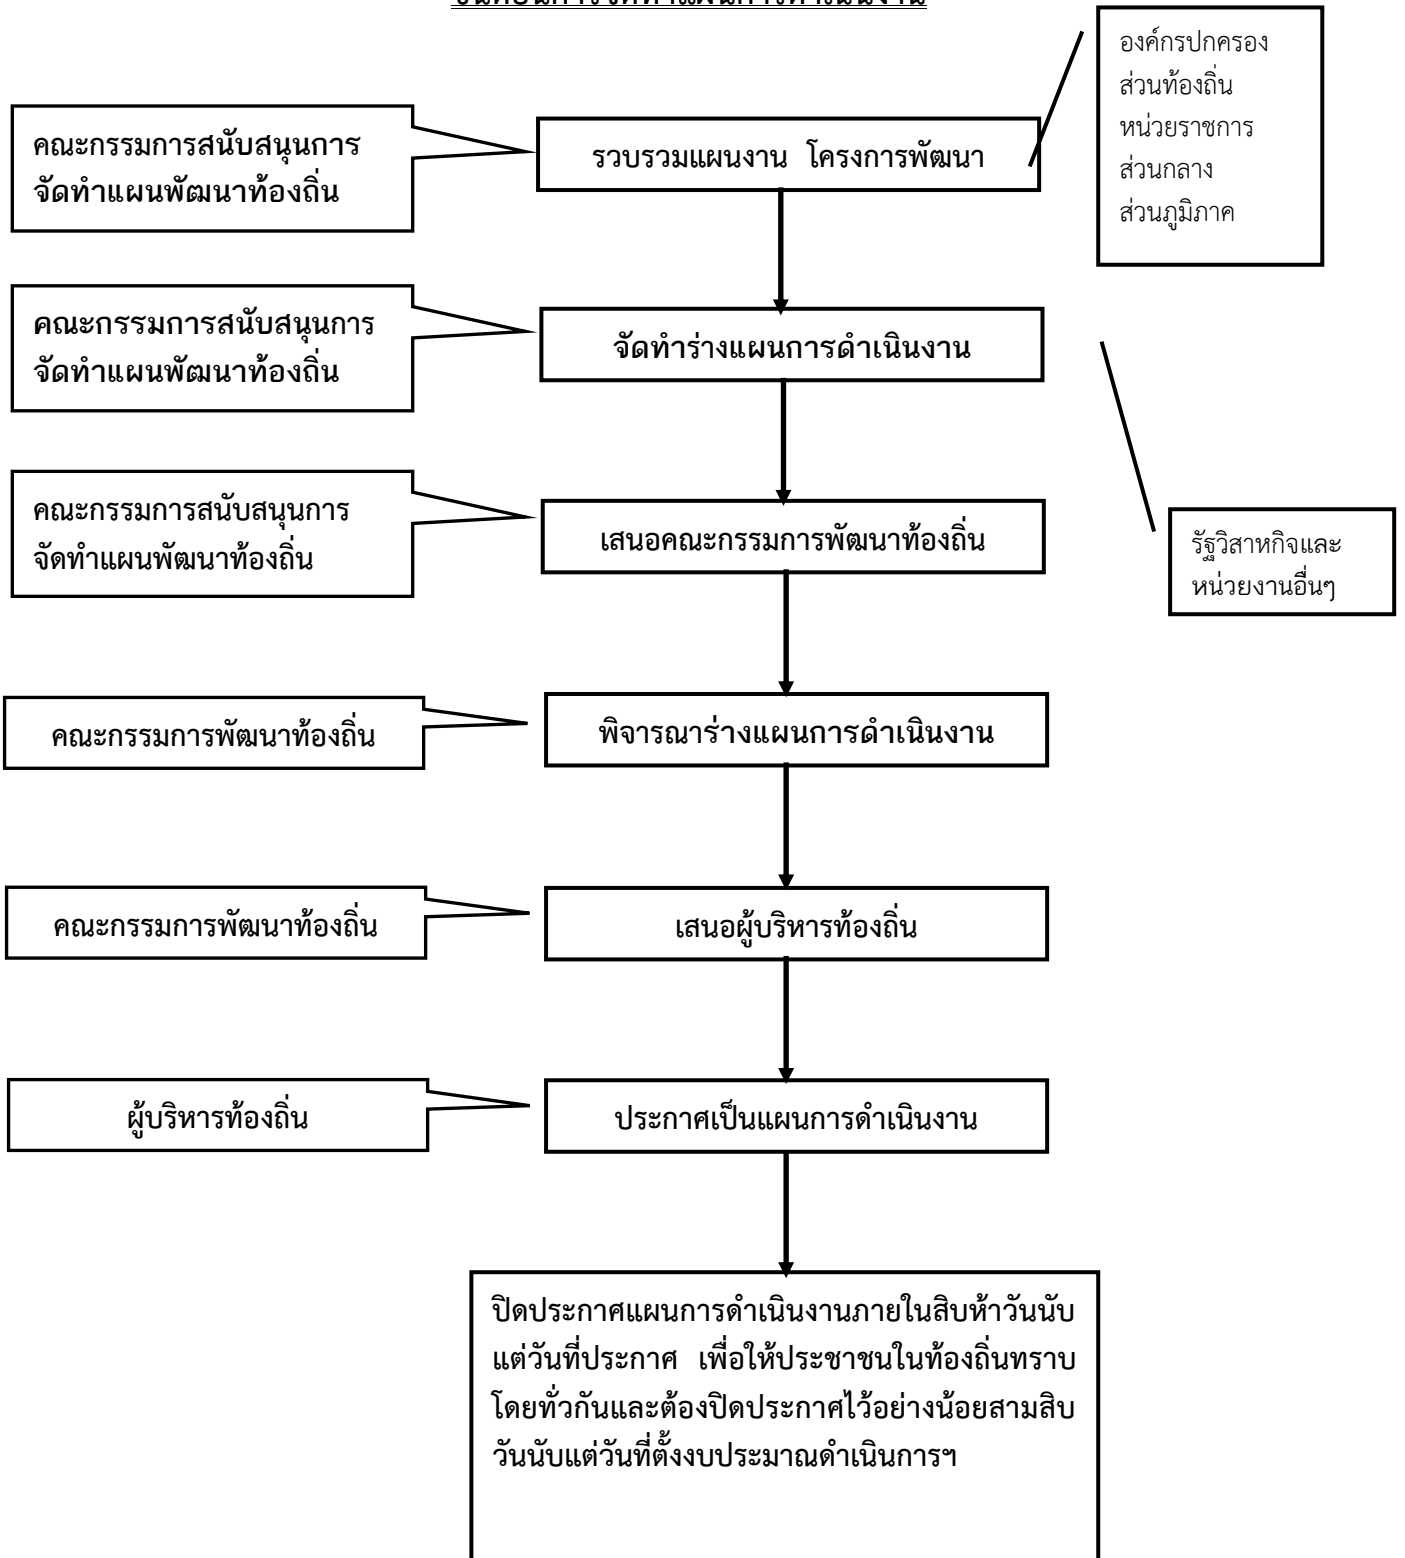 องค์กรปกครอง
ส่วนท้องถิ่น
หน่วยราชการ
ส่วนกลาง
ส่วนภูมิภาค
คณะกรรมการสนับสนุนการ
จัดทำแผนพัฒนาท้องถิ่น
รวบรวมแผนงาน โครงการพัฒนา
คณะกรรมการสนับสนุนการ
จัดทำแผนพัฒนาท้องถิ่น
จัดทำร่างแผนการดำเนินงาน
คณะกรรมการสนับสนุนการ
จัดทำแผนพัฒนาท้องถิ่น
เสนอคณะกรรมการพัฒนาท้องถิ่น
รัฐวิสาหกิจและ
หน่วยงานอื่นๆ
คณะกรรมการพัฒนาท้องถิ่น
พิจารณาร่างแผนการดำเนินงาน
คณะกรรมการพัฒนาท้องถิ่น
เสนอผู้บริหารท้องถิ่น
ผู้บริหารท้องถิ่น
ประกาศเป็นแผนการดำเนินงาน
ปิดประกาศแผนการดำเนินงานภายในสิบห้าวันนับ
แต่วันที่ประกาศ เพื่อให้ประชาชนในท้องถิ่นทราบ
โดยทั่วกันและต้องปิดประกาศไว้อย่างน้อยสามสิบ
วันนับแต่วันที่ตั้งงบประมาณดำเนินการฯ